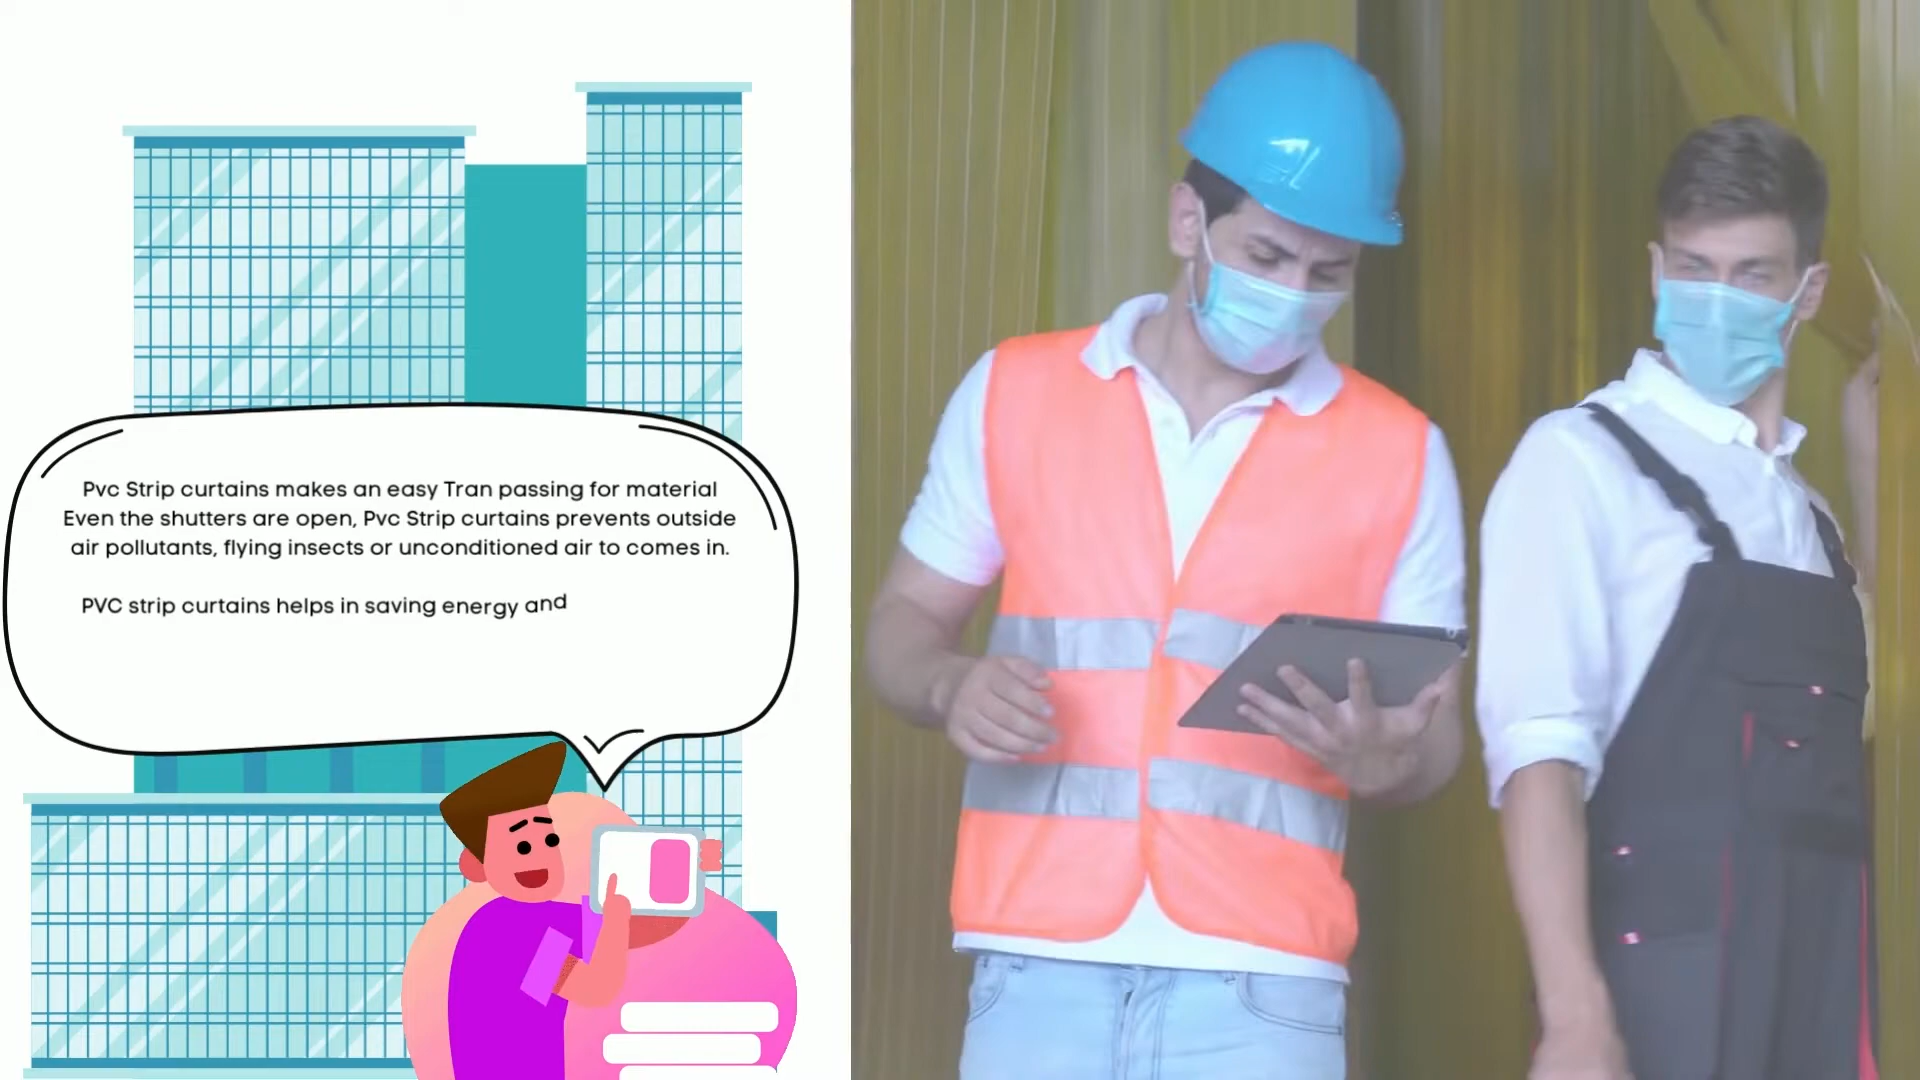 Pvc Strip curtains makes an easy Tran passing for material
Even the shutters are open, Pvc Strip curtains prevents outside
air pollutants, flying insects or unconditioned air to comes in.
PVC strip curtains helps in saving energy and